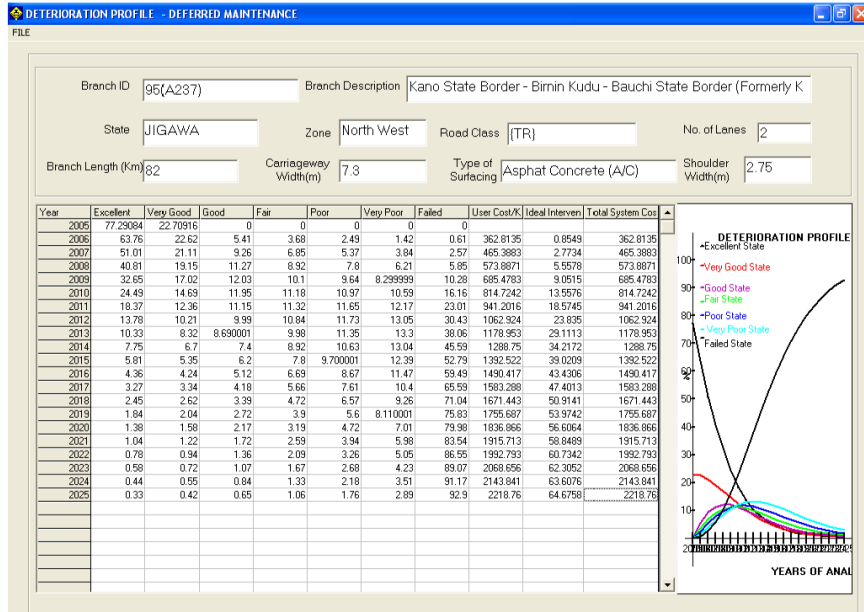 DETERIORATION PROFILE - DEFERRED MAINTENANCE
FILE
Branch ID 95(A237) Branch Description Kano State Border - Birnin Kudu - Bauchi State Border (Formerly K
State JIGAWA Zone North West Road Class {TR} No. of Lanes 2
Branch Length (Km) 82 Carriageway Width(m) 7.3 Type of Surfacing Asphat Concrete (A/C) Shoulder Width(m) 2.75
Year Excellent Very Good Good Fair Poor Very Poor Failed User Cost/K Ideal Interven Total System Cos
2005 77.29084 22.70916 0 0 0 0 0
2006 63.76 22.62 5.41 3.68 2.49 1.42 0.61 362.8135 0.8549 362.8135
2007 51.01 21.11 9.26 6.85 5.37 3.84 2.57 465.3883 2.7734 465.3883
2008 40.81 19.15 11.27 8.92 7.8 6.21 5.85 573.8871 5.5578 573.8871
2009 32.65 17.02 12.03 10.1 9.64 8.299999 10.28 685.4783 9.0515 685.4783
2010 24.49 14.69 11.95 11.18 10.97 10.59 16.16 814.7242 13.5576 814.7242
2011 18.37 12.36 11.15 11.32 11.65 12.17 23.01 941.2016 18.5745 941.2016
2012 13.78 10.21 9.99 10.84 11.73 13.05 30.43 1062.924 23.835 1062.924
2013 10.33 8.32 8.690001 9.98 11.35 13.3 38.06 1178.953 29.1113 1178.953
2014 7.75 6.7 7.4 8.92 10.63 13.04 45.59 1288.75 34.2172 1288.75
2015 5.81 5.35 6.2 7.8 9.700001 12.39 52.79 1392.522 39.0209 1392.522
2016 4.36 4.24 5.12 6.69 8.67 11.47 59.49 1490.417 43.4306 1490.417
2017 3.27 3.34 4.18 5.66 7.61 10.4 65.59 1583.288 47.4013 1583.288
2018 2.45 2.62 3.39 4.72 6.57 9.26 71.04 1671.443 50.9141 1671.443
2019 1.84 2.04 2.72 3.9 5.6 8.110001 75.83 1755.687 53.9742 1755.687
2020 1.38 1.58 2.17 3.19 4.72 7.01 79.98 1836.866 56.6064 1836.866
2021 1.04 1.22 1.72 2.59 3.94 5.98 83.54 1915.713 58.8489 1915.713
2022 0.78 0.94 1.36 2.09 3.26 5.05 86.55 1992.793 60.7342 1992.793
2023 0.58 0.72 1.07 1.67 2.68 4.23 89.07 2068.656 62.3052 2068.656
2024 0.44 0.55 0.84 1.33 2.18 3.51 91.17 2143.841 63.6076 2143.841
2025 0.33 0.42 0.65 1.06 1.76 2.89 92.9 2218.76 64.6758 2218.76
DETERIORATION PROFILE
Excellent State
100
Very Good State
90
Good State
Fair State
80
Poor State
Very Poor State
70
Failed State
60
%
50
40
30
20
10
YEARS OF ANAL